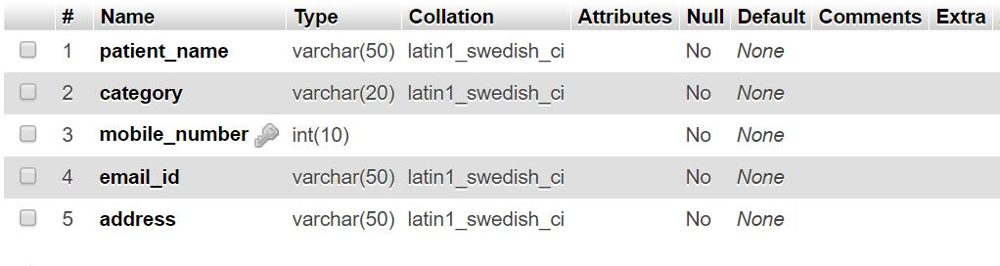 # Name Type Collation Attributes Null Default Comments Extra
1 patient_name varchar(50) latin1_swedish_ci No None
2 category varchar(20) latin1_swedish_ci No None
3 mobile_number int(10) No None
4 email_id varchar(50) latin1_swedish_ci No None
5 address varchar(50) latin1_swedish_ci No None